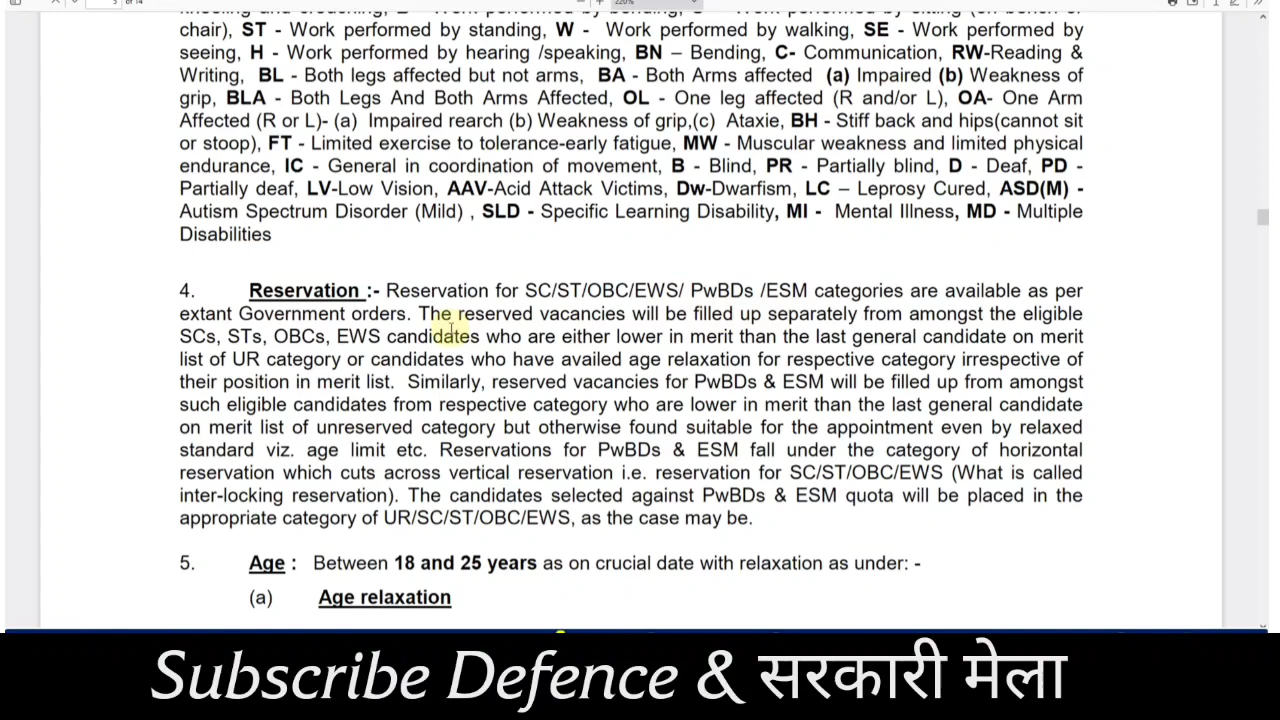 5 of 14 220%
chair), ST - Work performed by standing, W - Work performed by walking, SE - Work performed by
seeing, H - Work performed by hearing /speaking, BN – Bending, C- Communication, RW-Reading &
Writing, BL - Both legs affected but not arms, BA - Both Arms affected (a) Impaired (b) Weakness of
grip, BLA - Both Legs And Both Arms Affected, OL - One leg affected (R and/or L), OA- One Arm
Affected (R or L)- (a) Impaired rearch (b) Weakness of grip,(c) Ataxie, BH - Stiff back and hips(cannot sit
or stoop), FT - Limited exercise to tolerance-early fatigue, MW - Muscular weakness and limited physical
endurance, IC - General in coordination of movement, B - Blind, PR - Partially blind, D - Deaf, PD -
Partially deaf, LV-Low Vision, AAV-Acid Attack Victims, Dw-Dwarfism, LC – Leprosy Cured, ASD(M) -
Autism Spectrum Disorder (Mild) , SLD - Specific Learning Disability, MI - Mental Illness, MD - Multiple
Disabilities
4. Reservation :- Reservation for SC/ST/OBC/EWS/ PwBDs /ESM categories are available as per
extant Government orders. The reserved vacancies will be filled up separately from amongst the eligible
SCs, STs, OBCs, EWS candidates who are either lower in merit than the last general candidate on merit
list of UR category or candidates who have availed age relaxation for respective category irrespective of
their position in merit list. Similarly, reserved vacancies for PwBDs & ESM will be filled up from amongst
such eligible candidates from respective category who are lower in merit than the last general candidate
on merit list of unreserved category but otherwise found suitable for the appointment even by relaxed
standard viz. age limit etc. Reservations for PwBDs & ESM fall under the category of horizontal
reservation which cuts across vertical reservation i.e. reservation for SC/ST/OBC/EWS (What is called
inter-locking reservation). The candidates selected against PwBDs & ESM quota will be placed in the
appropriate category of UR/SC/ST/OBC/EWS, as the case may be.
5. Age : Between 18 and 25 years as on crucial date with relaxation as under: -
(a) Age relaxation
Subscribe Defence & सरकारी मेला